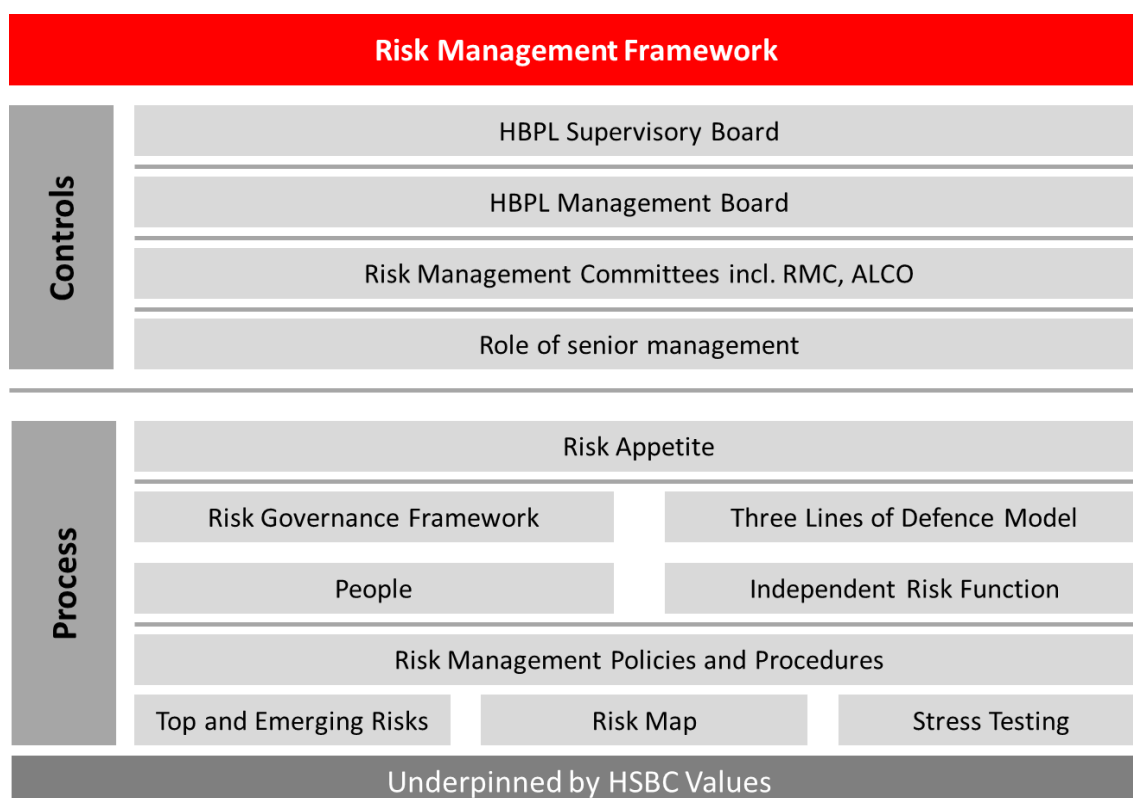 Risk Management Framework
Controls
HBPL Supervisory Board
HBPL Management Board
Risk Management Committees incl. RMC, ALCO
Role of senior management
Process
Risk Appetite
Risk Governance Framework
Three Lines of Defence Model
People
Independent Risk Function
Risk Management Policies and Procedures
Top and Emerging Risks
Risk Map
Stress Testing
Underpinned by HSBC Values